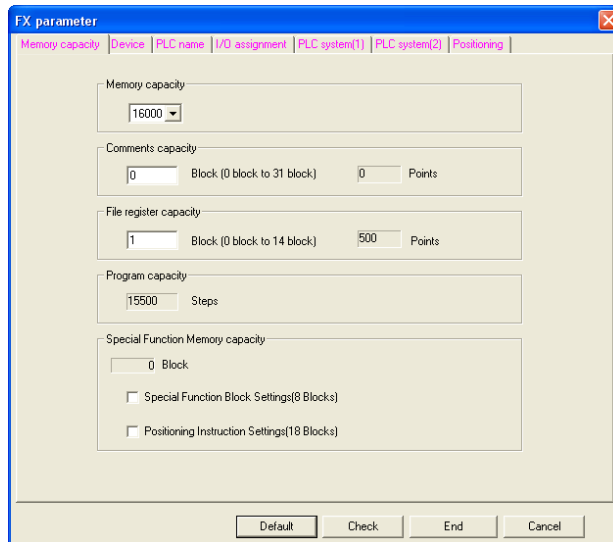 FX parameter
Memory capacity Device PLC name I/O assignment PLC system(1) PLC system(2) Positioning
Memory capacity
16000
Comments capacity
0 Block (0 block to 31 block) 0 Points
File register capacity
1 Block (0 block to 14 block) 500 Points
Program capacity
15500 Steps
Special Function Memory capacity
0 Block
Special Function Block Settings(8 Blocks)
Positioning Instruction Settings(18 Blocks)
Default Check End Cancel